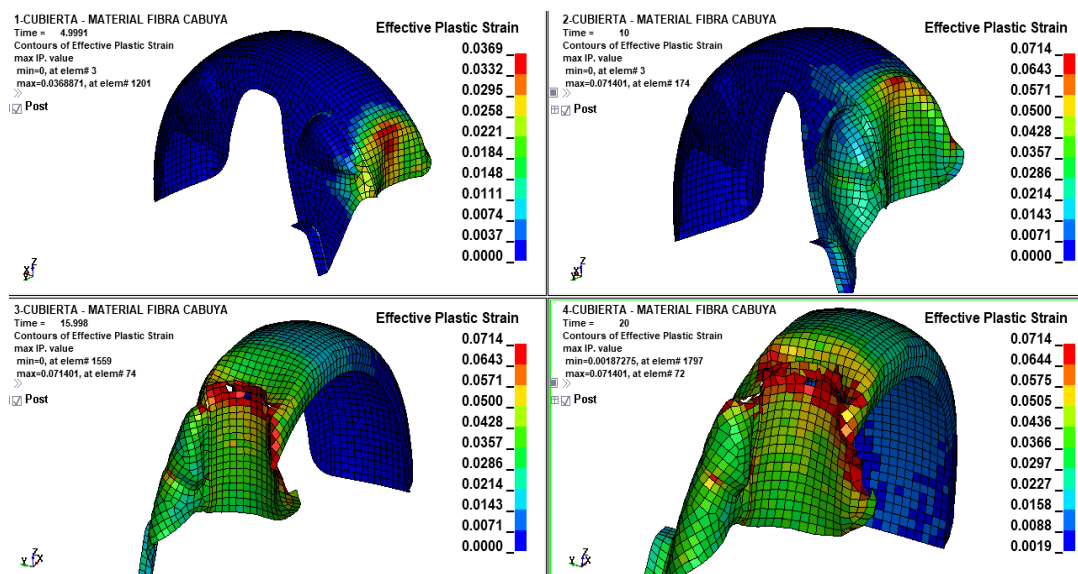 1-CUBIERTA - MATERIAL FIBRA CABUYA
Time = 4.9991
Contours of Effective Plastic Strain
max IP. value
min=0, at elem# 3
max=0.0368871, at elem# 1201
Post
Effective Plastic Strain
0.0369
0.0332
0.0295
0.0258
0.0221
0.0184
0.0148
0.0111
0.0074
0.0037
0.0000
Z
X
Y
2-CUBIERTA - MATERIAL FIBRA CABUYA
Time = 10
Contours of Effective Plastic Strain
max IP. value
min=0, at elem# 3
max=0.071401, at elem# 174
Post
Effective Plastic Strain
0.0714
0.0643
0.0571
0.0500
0.0428
0.0357
0.0286
0.0214
0.0143
0.0071
0.0000
Z
X
Y
3-CUBIERTA - MATERIAL FIBRA CABUYA
Time = 15.998
Contours of Effective Plastic Strain
max IP. value
min=0, at elem# 1559
max=0.071401, at elem# 74
Post
Effective Plastic Strain
0.0714
0.0643
0.0571
0.0500
0.0428
0.0357
0.0286
0.0214
0.0143
0.0071
0.0000
Z
Y X
4-CUBIERTA - MATERIAL FIBRA CABUYA
Time = 20
Contours of Effective Plastic Strain
max IP. value
min=0.00187275, at elem# 1797
max=0.071401, at elem# 72
Post
Effective Plastic Strain
0.0714
0.0644
0.0575
0.0505
0.0436
0.0366
0.0297
0.0227
0.0158
0.0088
0.0019
Z
Y X